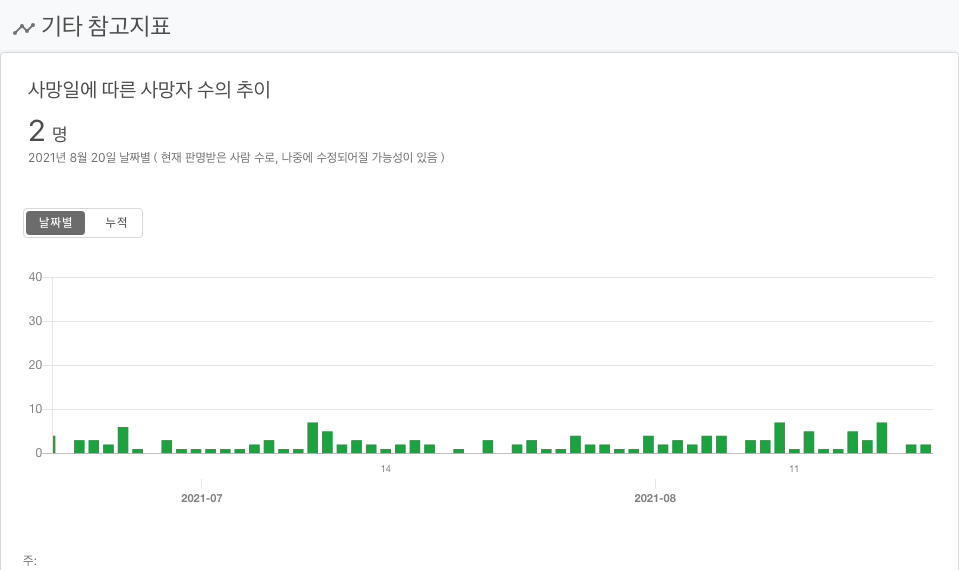 기타 참고지표
사망일에 따른 사망자 수의 추이
2 명
2021년 8월 20일 날짜별 ( 현재 판명받은 사람 수로, 나중에 수정되어질 가능성이 있음 )
날짜별 누적
40
30
20
10
0
14 11
2021-07 2021-08
주: